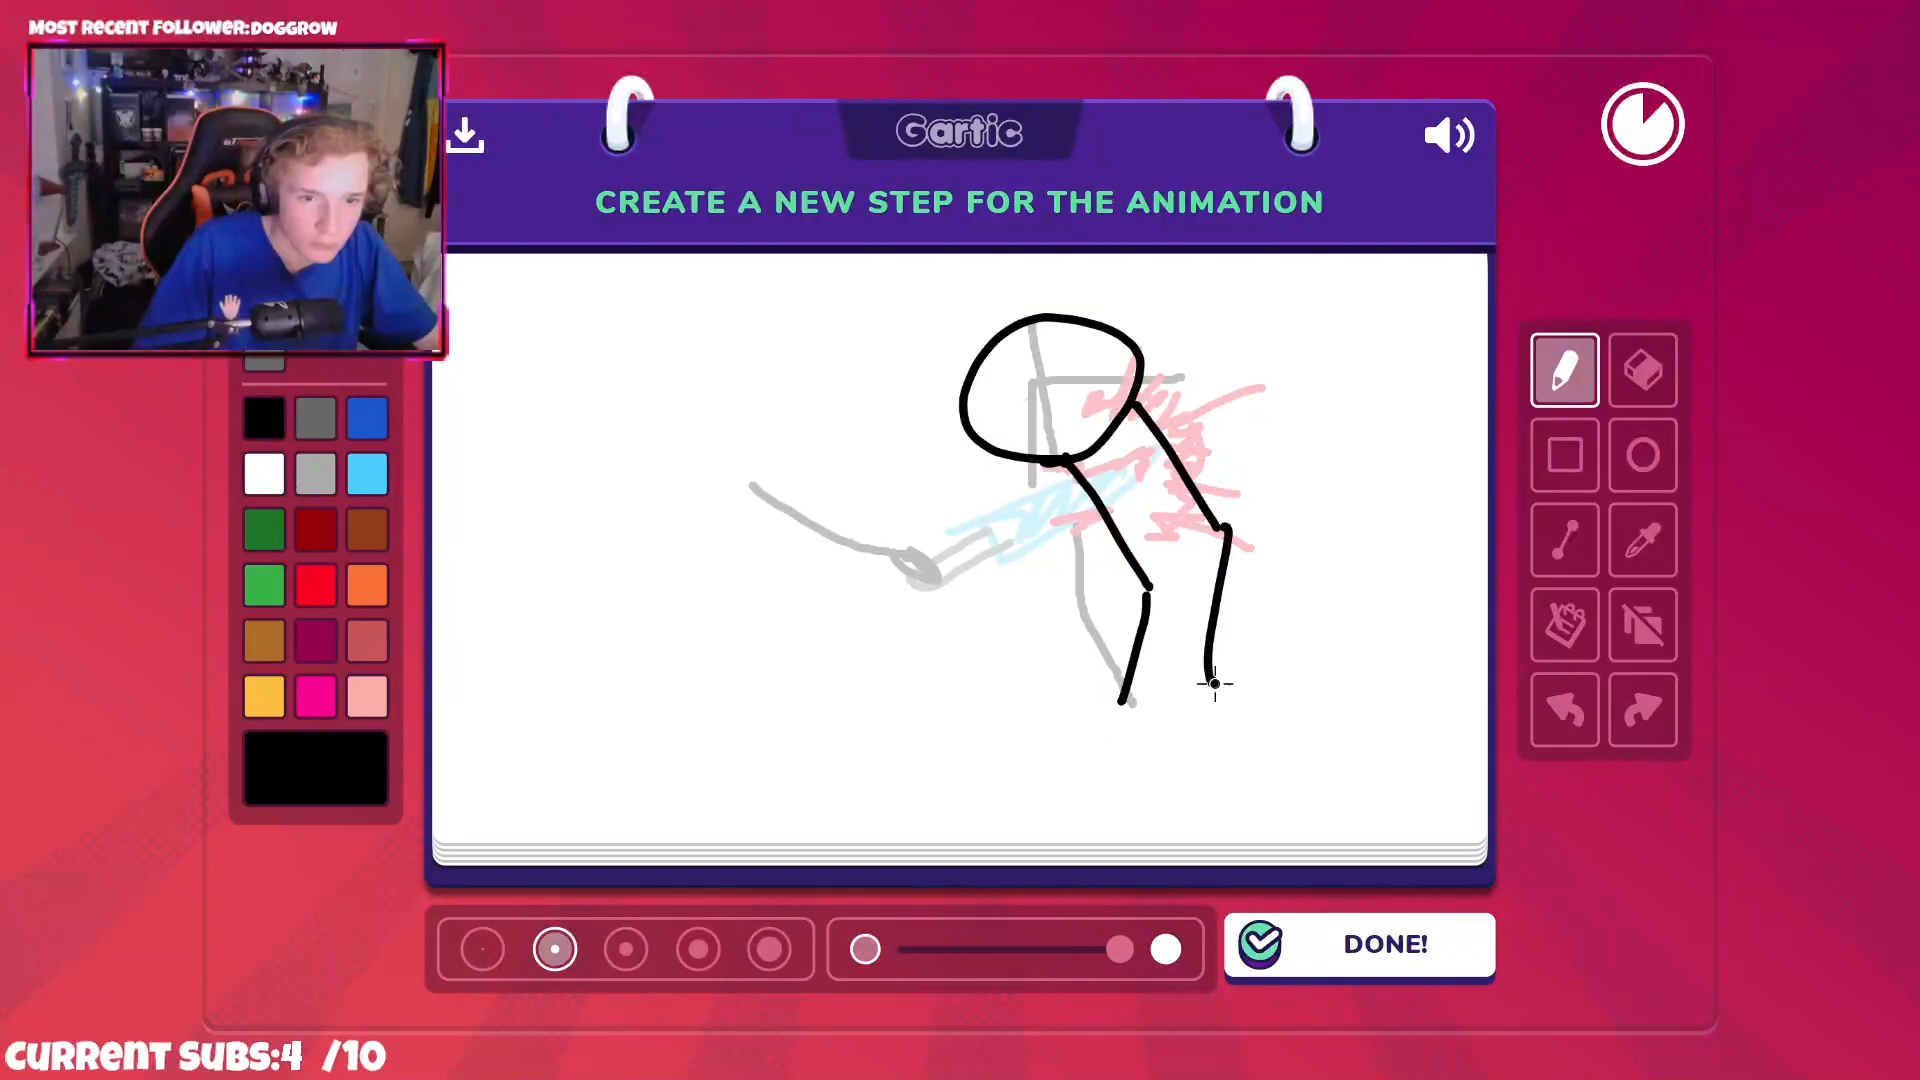 MOST RECENT FOLLOWER:DOGGROW
Gartic
CREATE A NEW STEP FOR THE ANIMATION
DONE!
CURRENT SUBS:4 /10